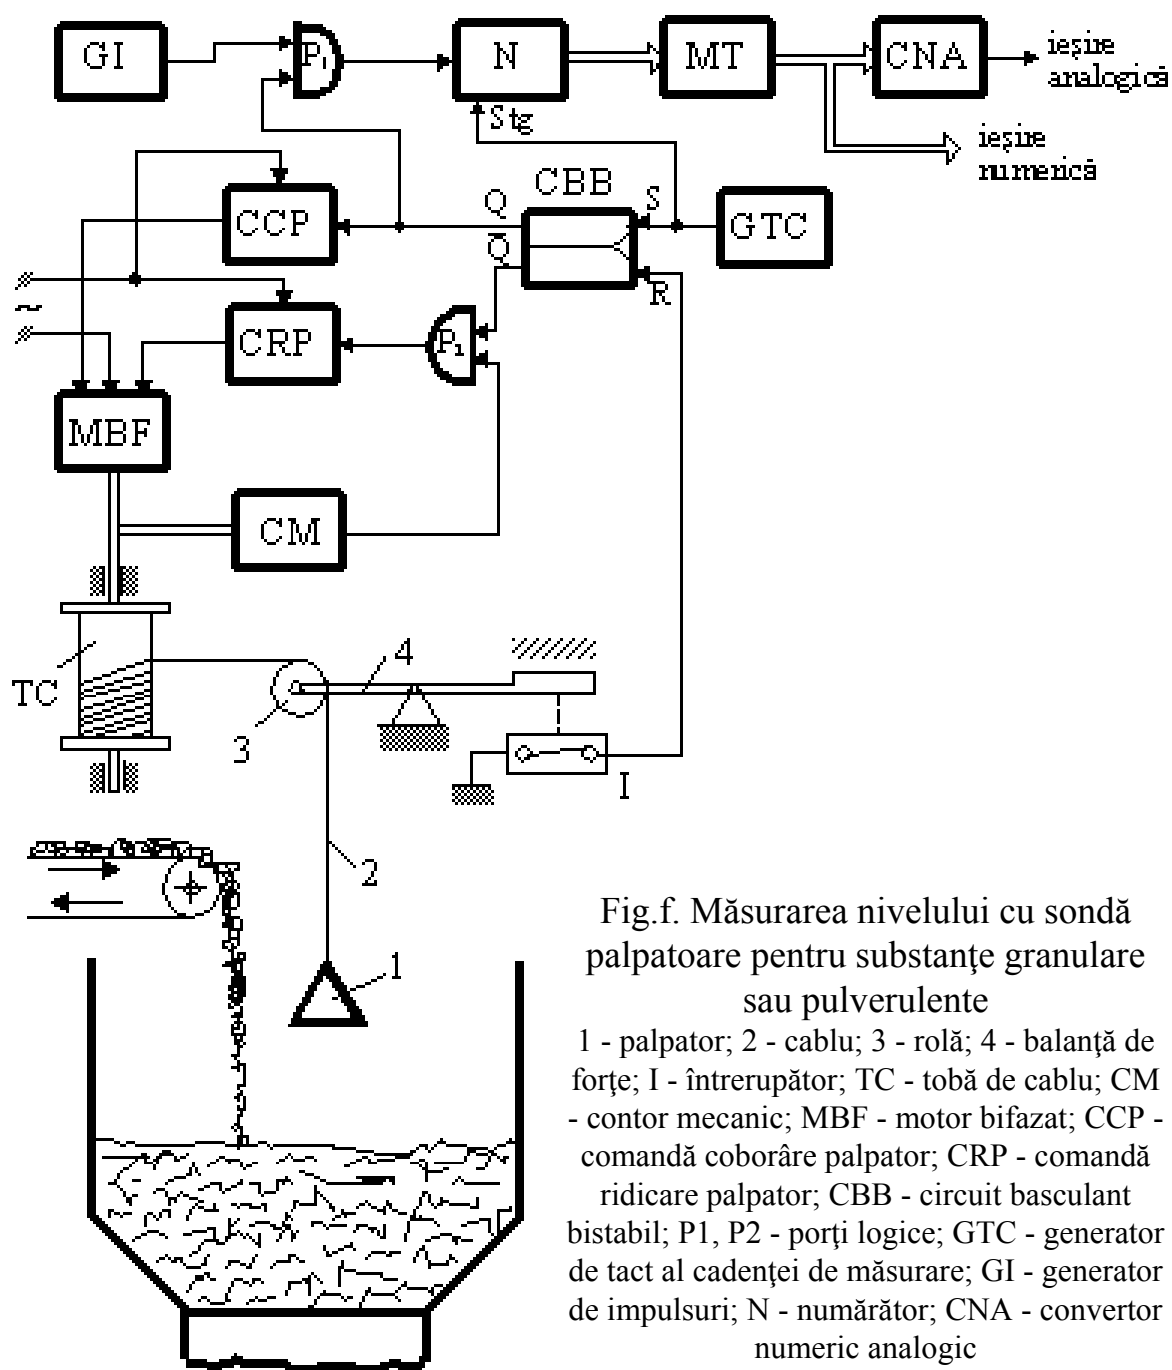 GI
P₁
N
MT
CNA
ieşire
analogică
Stg
ieşire
numerică
CBB
CCP
Q
S
GTC
Q̅
R
~
CRP
P₂
MBF
CM
4
TC
3
I
2
1
Fig.f. Măsurarea nivelului cu sondă
palpatoare pentru substanţe granulare
sau pulverulente
1 - palpator; 2 - cablu; 3 - rolă; 4 - balanţă de
forţe; I - întrerupător; TC - tobă de cablu; CM
- contor mecanic; MBF - motor bifazat; CCP -
comandă coborâre palpator; CRP - comandă
ridicare palpator; CBB - circuit basculant
bistabil; P1, P2 - porţi logice; GTC - generator
de tact al cadenţei de măsurare; GI - generator
de impulsuri; N - numărător; CNA - convertor
numeric analogic